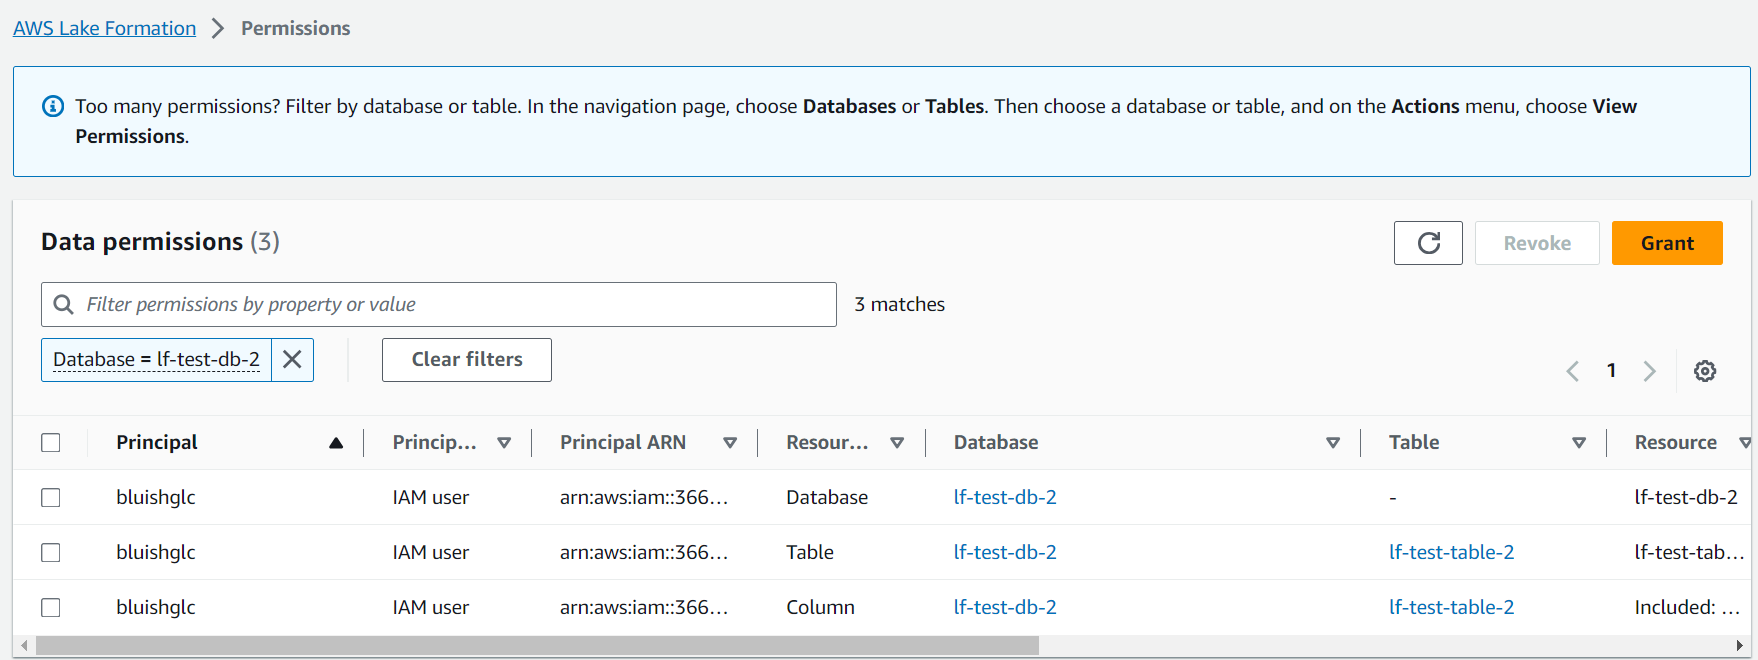 AWS Lake Formation > Permissions
Too many permissions? Filter by database or table. In the navigation page, choose Databases or Tables. Then choose a database or table, and on the Actions menu, choose View
Permissions.
Data permissions (3) Revoke Grant
Filter permissions by property or value 3 matches
Database = lf-test-db-2 Clear filters
1
Principal Princip... Principal ARN Resour... Database Table Resource
bluishglc IAM user arn:aws:iam::366... Database lf-test-db-2 - lf-test-db-2
bluishglc IAM user arn:aws:iam::366... Table lf-test-db-2 lf-test-table-2 lf-test-tab...
bluishglc IAM user arn:aws:iam::366... Column lf-test-db-2 lf-test-table-2 Included: ...